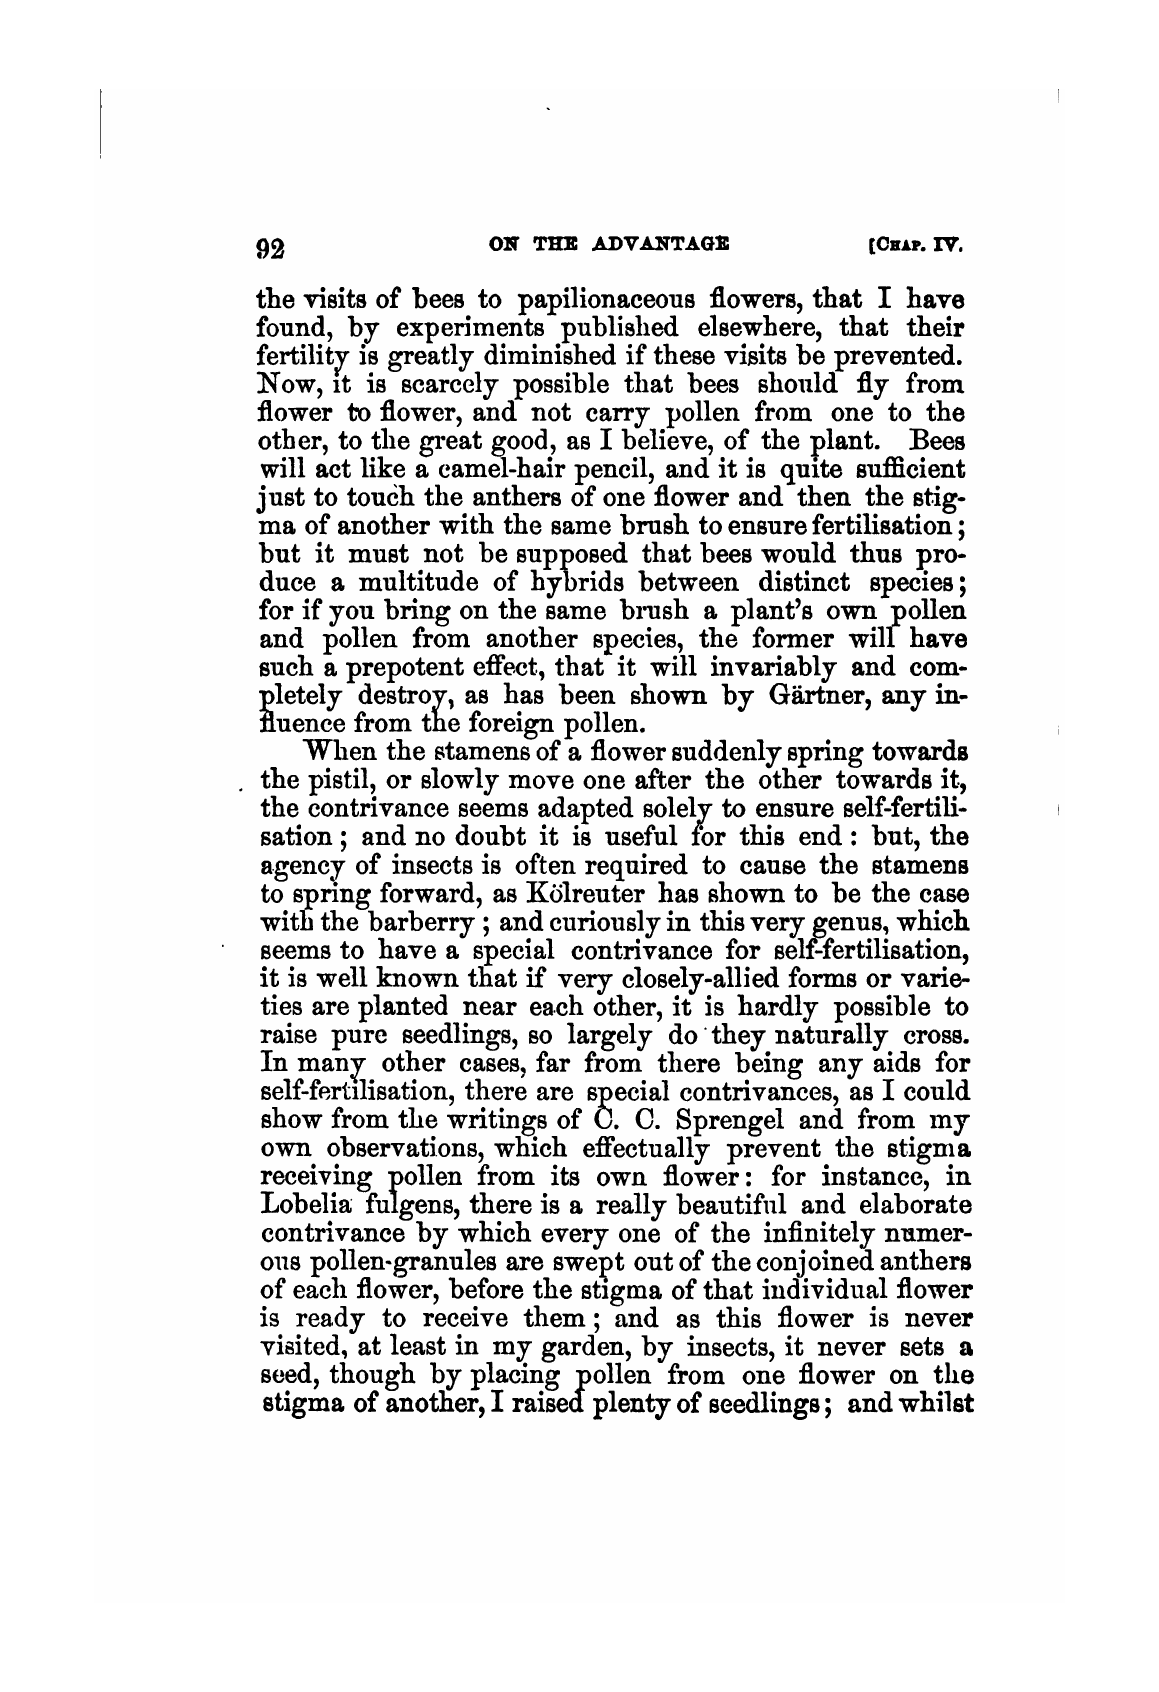 92 ON THE ADVANTAGE [CHAP. IV.
the visits of bees to papilionaceous flowers, that I have
found, by experiments published elsewhere, that their
fertility is greatly diminished if these visits be prevented.
Now, it is scarcely possible that bees should fly from
flower to flower, and not carry pollen from one to the
other, to the great good, as I believe, of the plant. Bees
will act like a camel-hair pencil, and it is quite sufficient
just to touch the anthers of one flower and then the stig-
ma of another with the same brush to ensure fertilisation;
but it must not be supposed that bees would thus pro-
duce a multitude of hybrids between distinct species;
for if you bring on the same brush a plant's own pollen
and pollen from another species, the former will have
such a prepotent effect, that it will invariably and com-
pletely destroy, as has been shown by Gärtner, any in-
fluence from the foreign pollen.
When the stamens of a flower suddenly spring towards
the pistil, or slowly move one after the other towards it,
the contrivance seems adapted solely to ensure self-fertili-
sation; and no doubt it is useful for this end: but, the
agency of insects is often required to cause the stamens
to spring forward, as Kölreuter has shown to be the case
with the barberry; and curiously in this very genus, which
seems to have a special contrivance for self-fertilisation,
it is well known that if very closely-allied forms or varie-
ties are planted near each other, it is hardly possible to
raise pure seedlings, so largely do they naturally cross.
In many other cases, far from there being any aids for
self-fertilisation, there are special contrivances, as I could
show from the writings of C. C. Sprengel and from my
own observations, which effectually prevent the stigma
receiving pollen from its own flower: for instance, in
Lobelia fulgens, there is a really beautiful and elaborate
contrivance by which every one of the infinitely numer-
ous pollen-granules are swept out of the conjoined anthers
of each flower, before the stigma of that individual flower
is ready to receive them; and as this flower is never
visited, at least in my garden, by insects, it never sets a
seed, though by placing pollen from one flower on the
stigma of another, I raised plenty of seedlings; and whilst